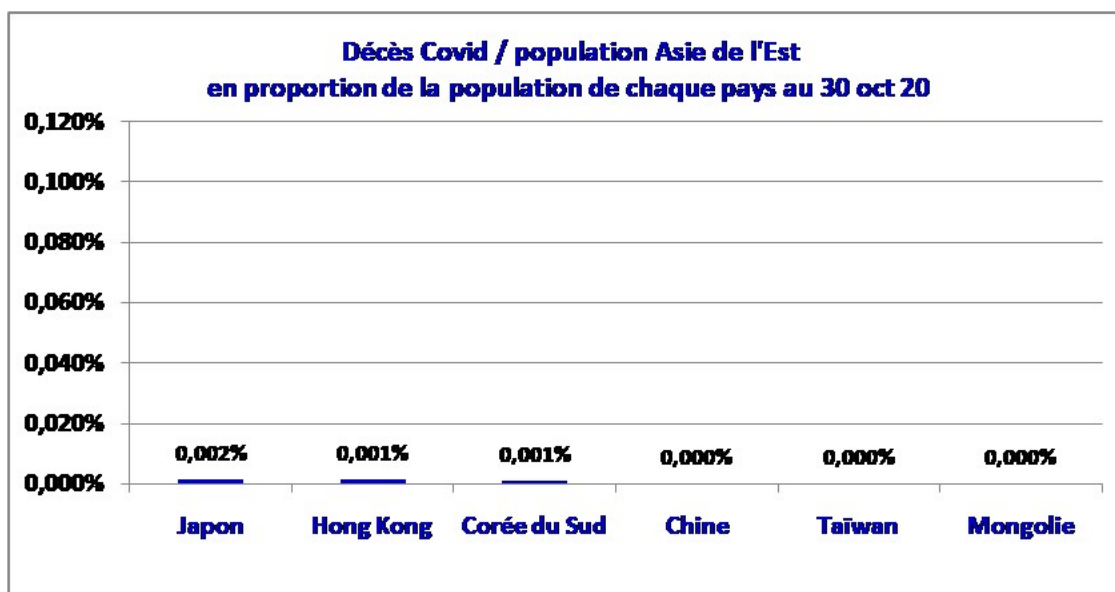 Décès Covid / population Asie de l'Est
en proportion de la population de chaque pays au 30 oct 20
0,120%
0,100%
0,080%
0,060%
0,040%
0,020%
0,000%
0,002%
0,001%
0,001%
0,000%
0,000%
0,000%
Japon
Hong Kong
Corée du Sud
Chine
Taïwan
Mongolie